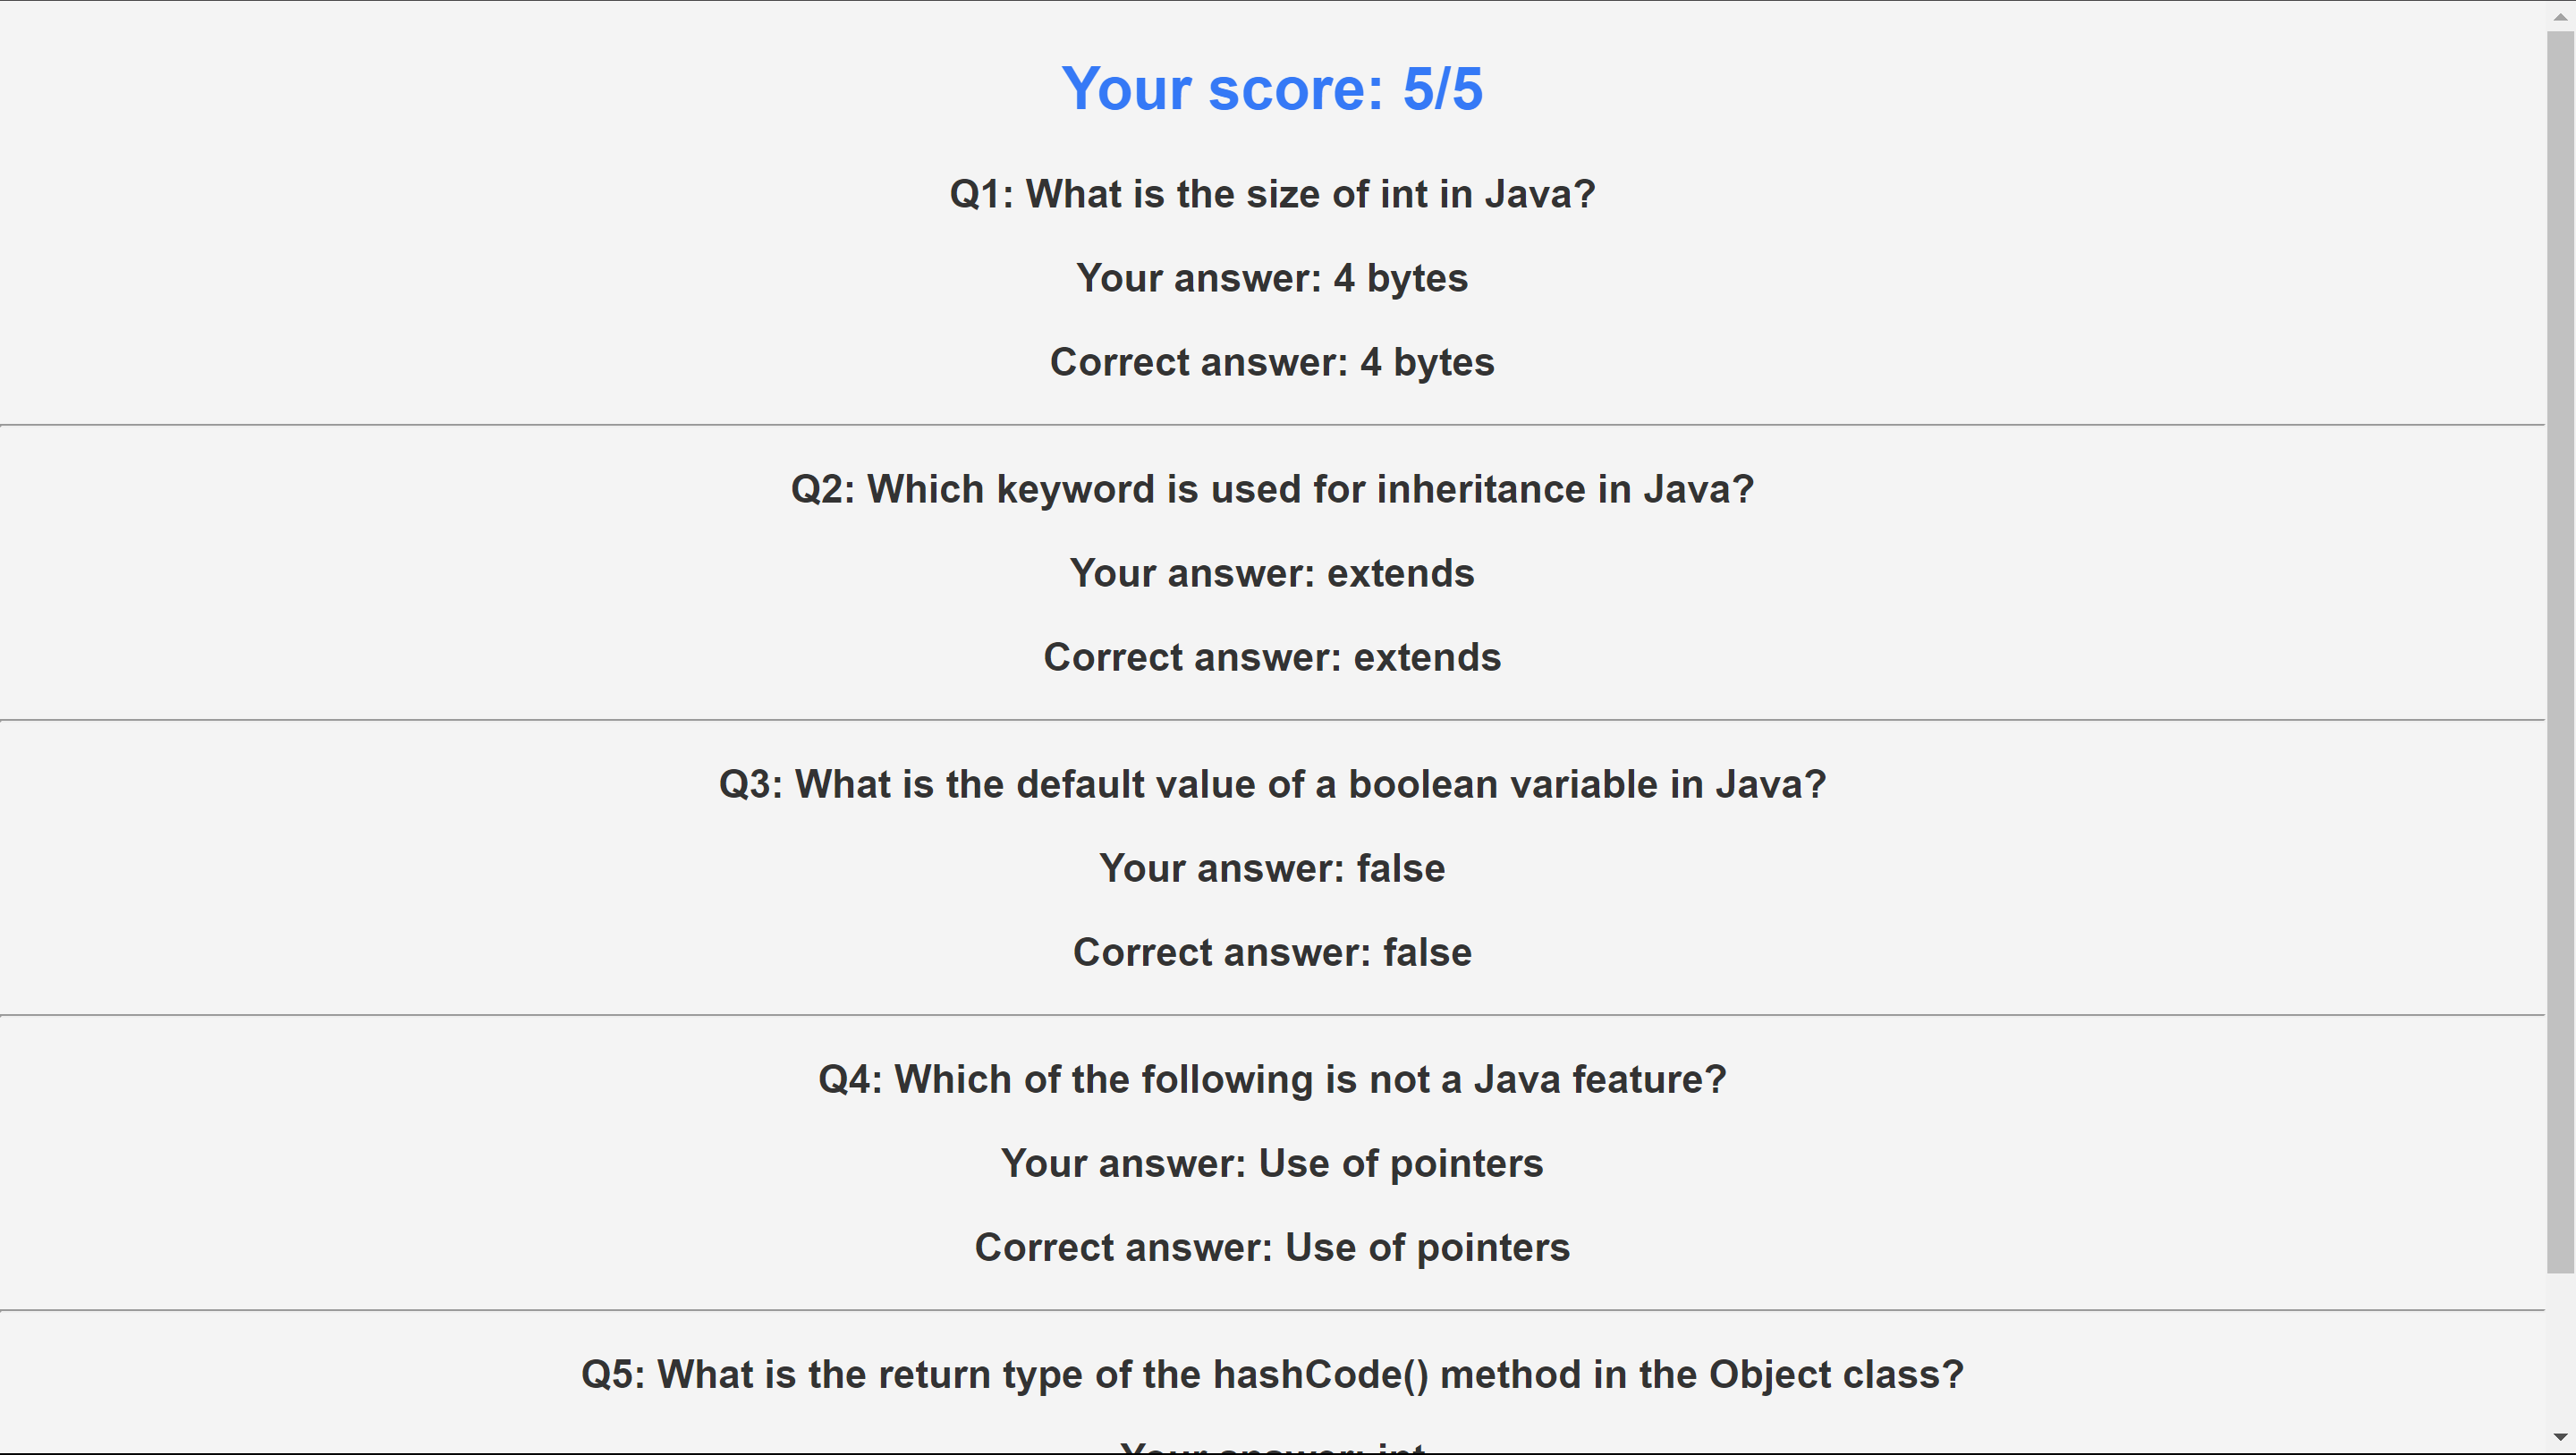 Your score: 5/5
Q1: What is the size of int in Java?
Your answer: 4 bytes
Correct answer: 4 bytes
Q2: Which keyword is used for inheritance in Java?
Your answer: extends
Correct answer: extends
Q3: What is the default value of a boolean variable in Java?
Your answer: false
Correct answer: false
Q4: Which of the following is not a Java feature?
Your answer: Use of pointers
Correct answer: Use of pointers
Q5: What is the return type of the hashCode() method in the Object class?
Your answer: int